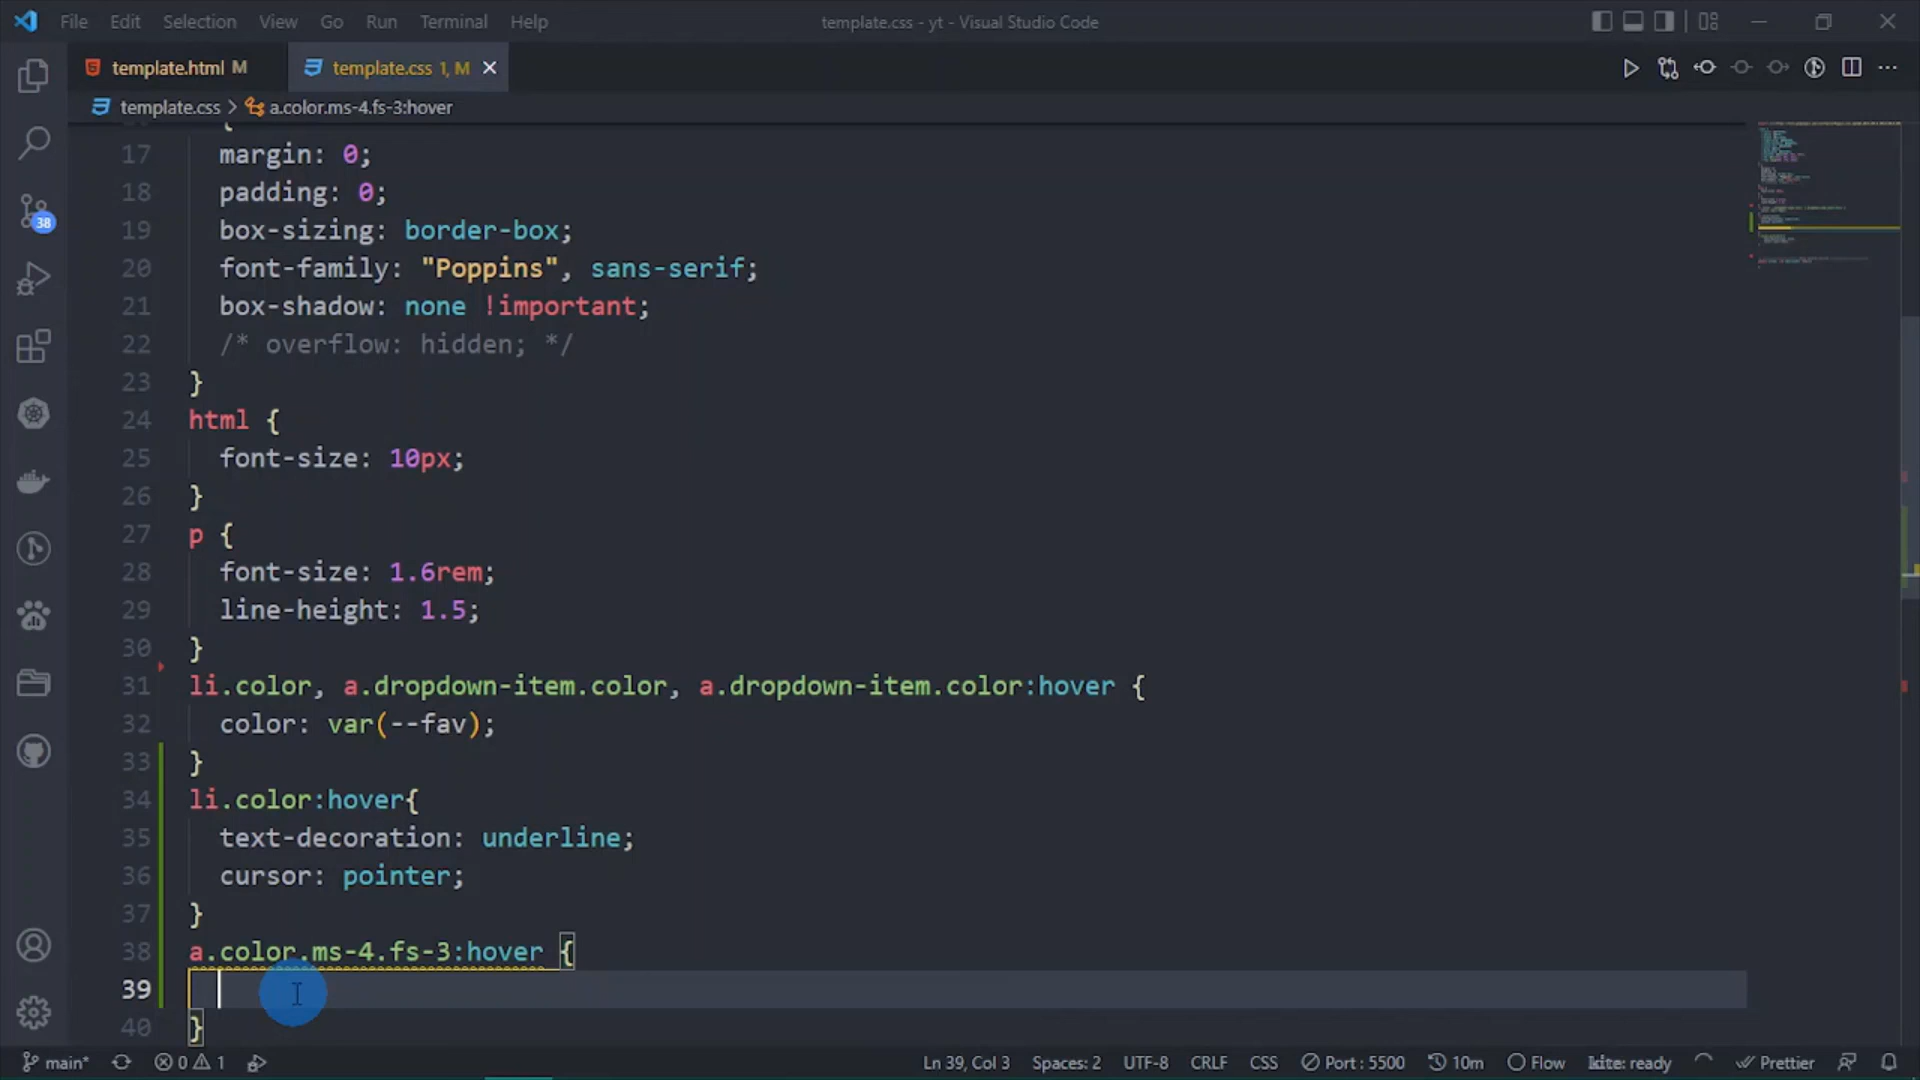 File Edit Selection View Go Run Terminal Help template.css - yt - Visual Studio Code
template.html M template.css 1, M
template.css > a.color.ms-4.fs-3:hover
17 margin: 0;
18 padding: 0;
19 box-sizing: border-box;
20 font-family: "Poppins", sans-serif;
21 box-shadow: none !important;
22 /* overflow: hidden; */
23 }
24 html {
25 font-size: 10px;
26 }
27 p {
28 font-size: 1.6rem;
29 line-height: 1.5;
30 }
31 li.color, a.dropdown-item.color, a.dropdown-item.color:hover {
32 color: var(--fav);
33 }
34 li.color:hover{
35 text-decoration: underline;
36 cursor: pointer;
37 }
38 a.color.ms-4.fs-3:hover {
39
40 }
38
main* 0 1 Ln 39, Col 3 Spaces: 2 UTF-8 CRLF CSS Port : 5500 10m Flow kite: ready Prettier